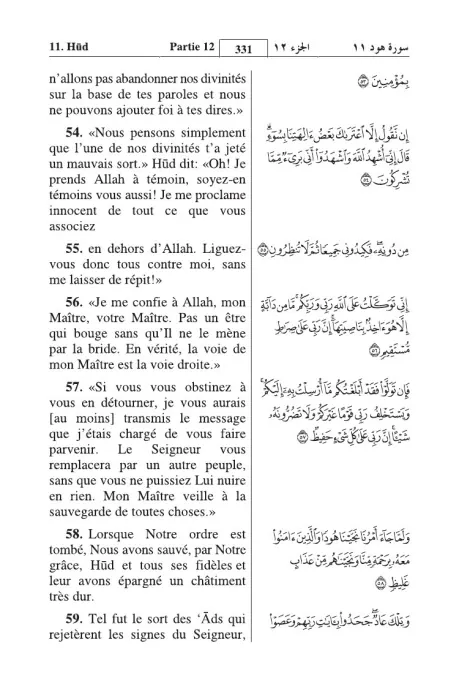 11. Hūd Partie 12 331 الجزء ١٢ سورة هود ١١
n'allons pas abandonner nos divinités
sur la base de tes paroles et nous
ne pouvons ajouter foi à tes dires.»
54. «Nous pensons simplement
que l'une de nos divinités t'a jeté
un mauvais sort.» Hūd dit: «Oh! Je
prends Allah à témoin, soyez-en
témoins vous aussi! Je me proclame
innocent de tout ce que vous
associez
55. en dehors d'Allah. Liguez-
vous donc tous contre moi, sans
me laisser de répit!»
56. «Je me confie à Allah, mon
Maître, votre Maître. Pas un être
qui bouge sans qu'Il ne le mène
par la bride. En vérité, la voie de
mon Maître est la voie droite.»
57. «Si vous vous obstinez à
vous en détourner, je vous aurais
[au moins] transmis le message
que j'étais chargé de vous faire
parvenir. Le Seigneur vous
remplacera par un autre peuple,
sans que vous ne puissiez Lui nuire
en rien. Mon Maître veille à la
sauvegarde de toutes choses.»
58. Lorsque Notre ordre est
tombé, Nous avons sauvé, par Notre
grâce, Hūd et tous ses fidèles et
leur avons épargné un châtiment
très dur.
59. Tel fut le sort des ‘Āds qui
rejetèrent les signes du Seigneur,
بِمُؤْمِنِينَ ٥٣
إِن نَّقُولُ إِلَّا ٱعْتَرَىٰكَ بَعْضُ ءَالِهَتِنَا بِسُوٓءٍ ۗ
قَالَ إِنِّىٓ أُشْهِدُ ٱللَّهَ وَٱشْهَدُوٓا۟ أَنِّى بَرِىٓءٌ مِّمَّا
تُشْرِكُونَ ٥٤
مِن دُونِهِۦ ۖ فَكِيدُونِى جَمِيعًا ثُمَّ لَا تُنظِرُونِ ٥٥
إِنِّى تَوَكَّلْتُ عَلَى ٱللَّهِ رَبِّى وَرَبِّكُم ۚ مَّا مِن دَآبَّةٍ
إِلَّا هُوَ ءَاخِذٌۢ بِنَاصِيَتِهَآ ۚ إِنَّ رَبِّى عَلَىٰ صِرَٰطٍ
مُّسْتَقِيمٍ ٥٦
فَإِن تَوَلَّوْا۟ فَقَدْ أَبْلَغْتُكُم مَّآ أُرْسِلْتُ بِهِۦٓ إِلَيْكُمْ ۚ
وَيَسْتَخْلِفُ رَبِّى قَوْمًا غَيْرَكُمْ وَلَا تَضُرُّونَهُۥ
شَيْـًٔا ۚ إِنَّ رَبِّى عَلَىٰ كُلِّ شَىْءٍ حَفِيظٌ ٥٧
وَلَمَّا جَآءَ أَمْرُنَا نَجَّيْنَا هُودًا وَٱلَّذِينَ ءَامَنُوا۟
مَعَهُۥ بِرَحْمَةٍ مِّنَّا وَنَجَّيْنَٰهُم مِّنْ عَذَابٍ
غَلِيظٍ ٥٨
وَتِلْكَ عَادٌ ۖ جَحَدُوا۟ بِـَٔايَٰتِ رَبِّهِمْ وَعَصَوْا۟